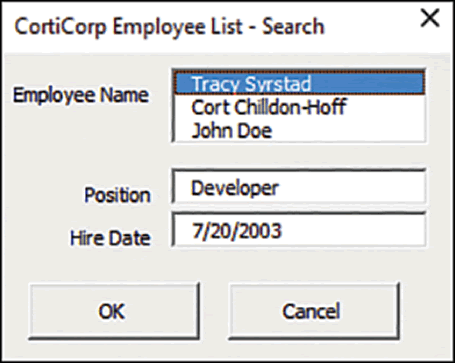 CortiCorp Employee List - Search
Employee Name
Tracy Syrstad
Cort Chilldon-Hoff
John Doe
Position
Developer
Hire Date
7/20/2003
OK
Cancel